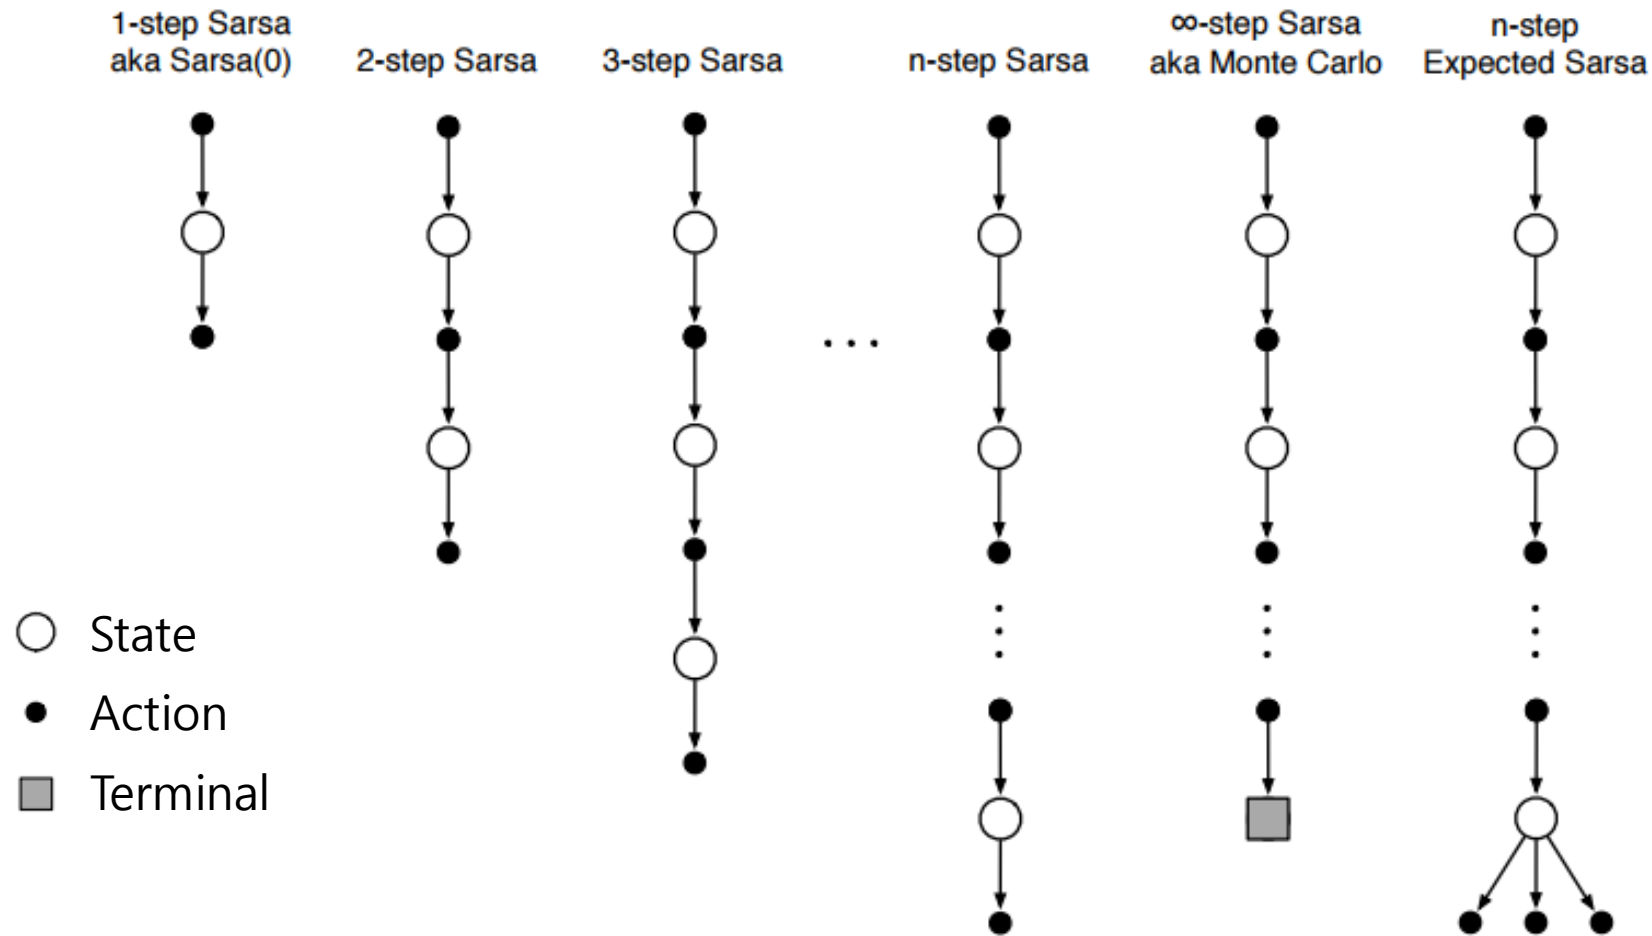 1-step Sarsa
aka Sarsa(0)
2-step Sarsa
3-step Sarsa
n-step Sarsa
∞-step Sarsa
aka Monte Carlo
n-step
Expected Sarsa
...
State
Action
Terminal